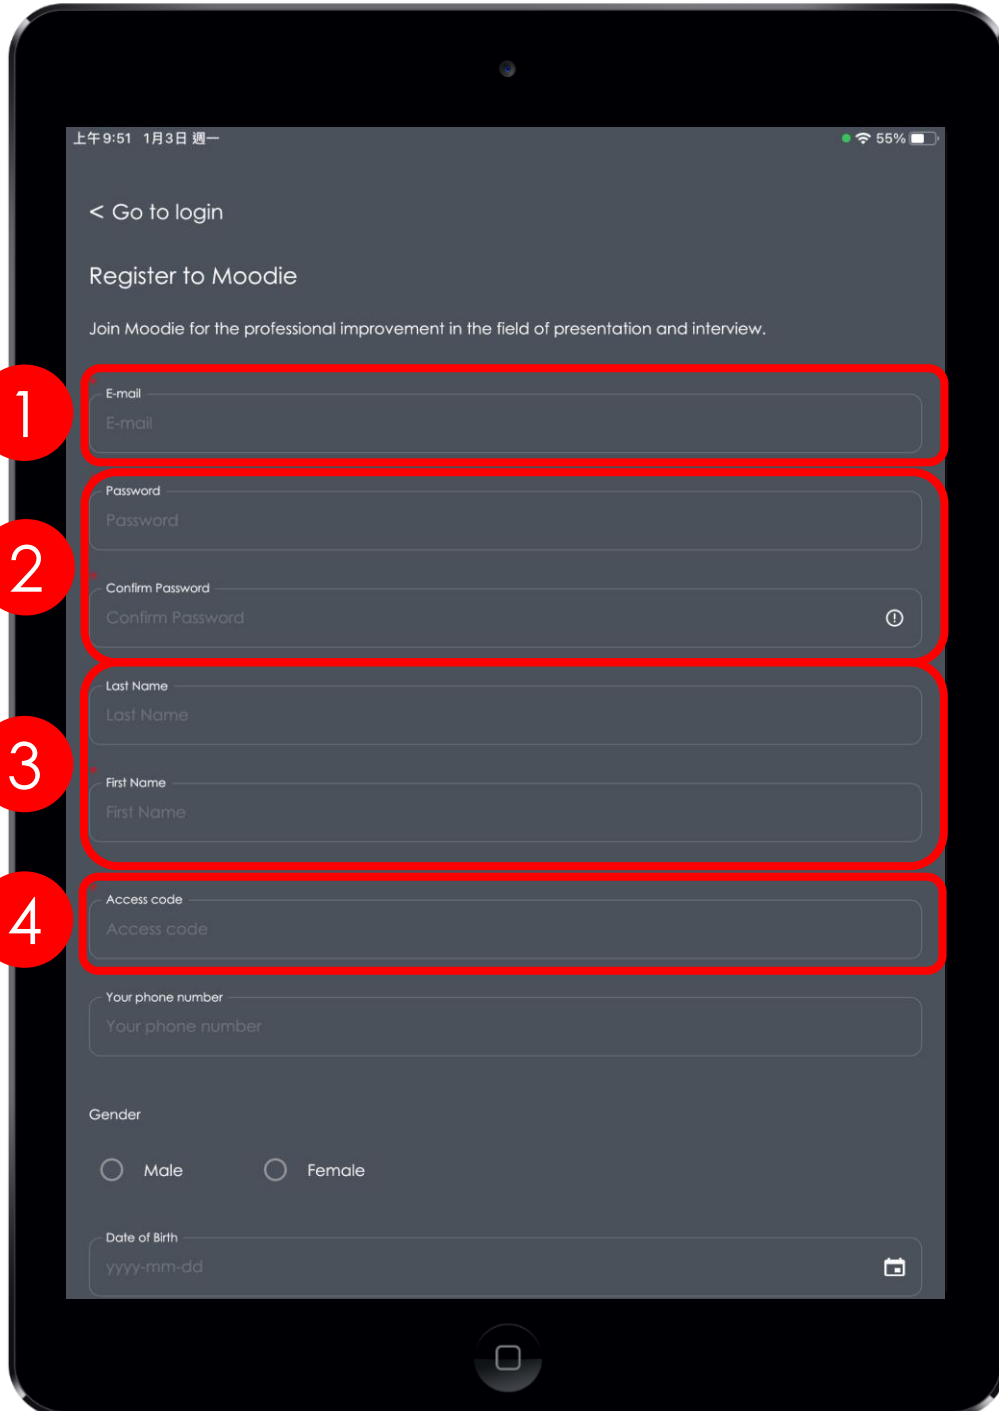 上午9:51 1月3日 週一
55%
< Go to login
Register to Moodie
Join Moodie for the professional improvement in the field of presentation and interview.
1
E-mail
E-mail
2
Password
Password
Confirm Password
Confirm Password
3
Last Name
Last Name
First Name
First Name
4
Access code
Access code
Your phone number
Your phone number
Gender
Male Female
Date of Birth
yyyy-mm-dd